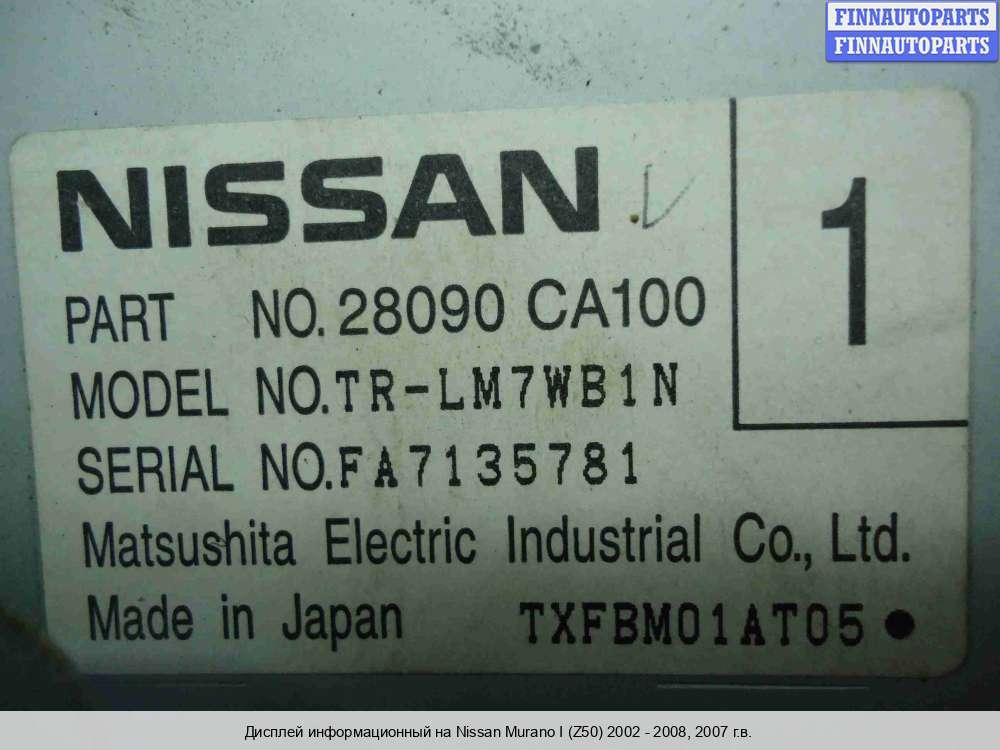 FINNAUTOPARTS
FINNAUTOPARTS
NISSAN
1
PART NO. 28090 CA100
MODEL NO. TR-LM7WB1N
SERIAL NO. FA7135781
Matsushita Electric Industrial Co., Ltd.
Made in Japan TXFBM01AT05
Дисплей информационный на Nissan Murano I (Z50) 2002 - 2008, 2007 г.в.